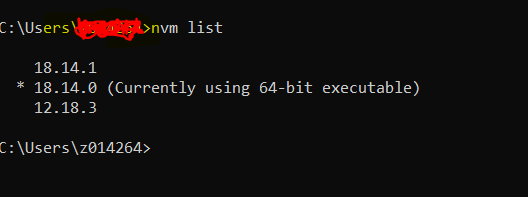 C:\Users\>nvm list
18.14.1
* 18.14.0 (Currently using 64-bit executable)
12.18.3
C:\Users\z014264>